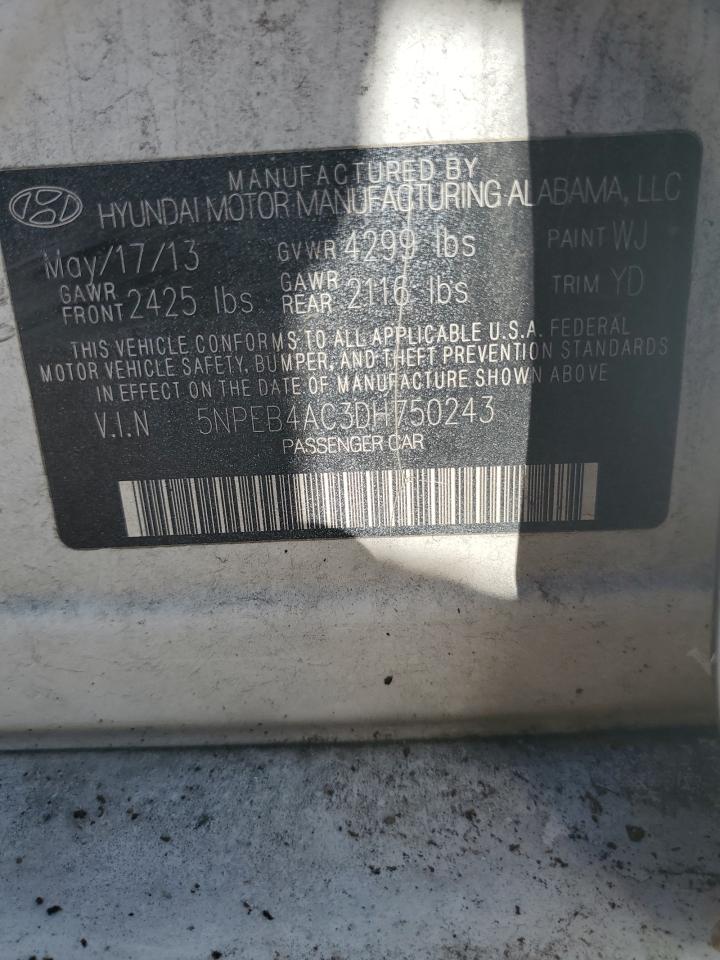 MANUFACTURED BY
HYUNDAI MOTOR MANUFACTURING ALABAMA, LLC
May/17/13 GVWR 4299 lbs PAINT WJ
GAWR FRONT 2425 lbs GAWR REAR 2116 lbs TRIM YD
THIS VEHICLE CONFORMS TO ALL APPLICABLE U.S.A. FEDERAL
MOTOR VEHICLE SAFETY, BUMPER, AND THEFT PREVENTION STANDARDS
IN EFFECT ON THE DATE OF MANUFACTURE SHOWN ABOVE
V.I.N 5NPEB4AC3DH750243
PASSENGER CAR